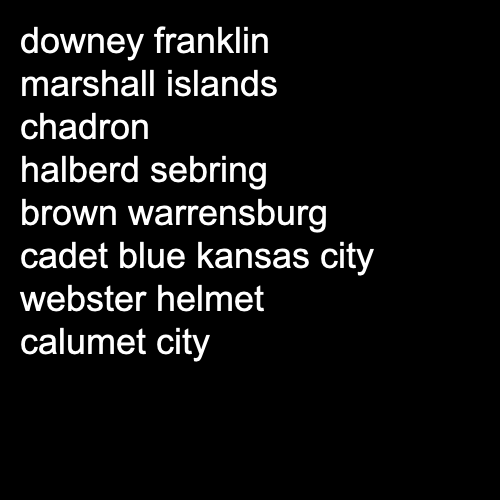 downey franklin
marshall islands
chadron
halberd sebring
brown warrensburg
cadet blue kansas city
webster helmet
calumet city